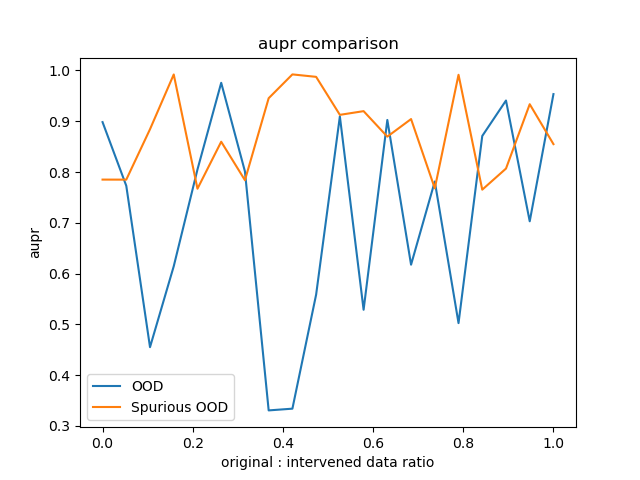 aupr comparison
1.0
0.9
0.8
0.7
0.6
0.5
0.4
0.3
aupr
OOD
Spurious OOD
0.0 0.2 0.4 0.6 0.8 1.0
original : intervened data ratio